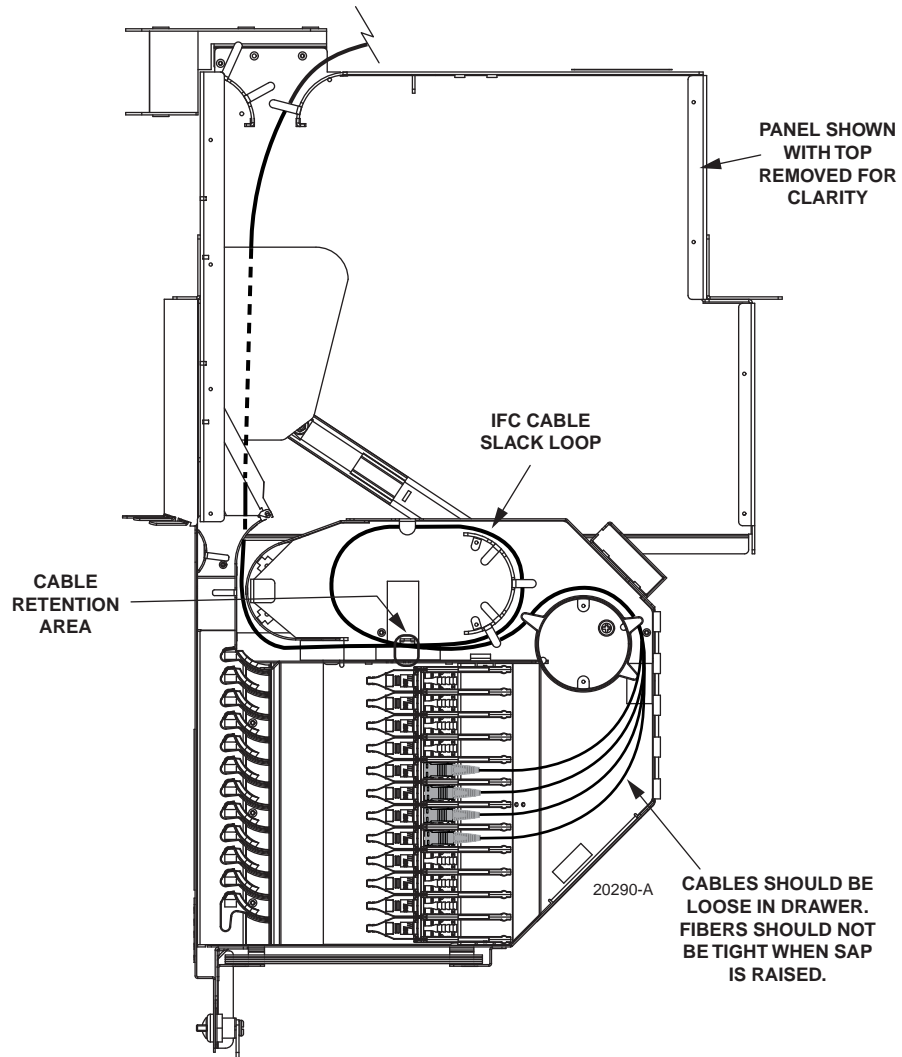 PANEL SHOWN
WITH TOP
REMOVED FOR
CLARITY
IFC CABLE
SLACK LOOP
CABLE
RETENTION
AREA
20290-A
CABLES SHOULD BE
LOOSE IN DRAWER.
FIBERS SHOULD NOT
BE TIGHT WHEN SAP
IS RAISED.